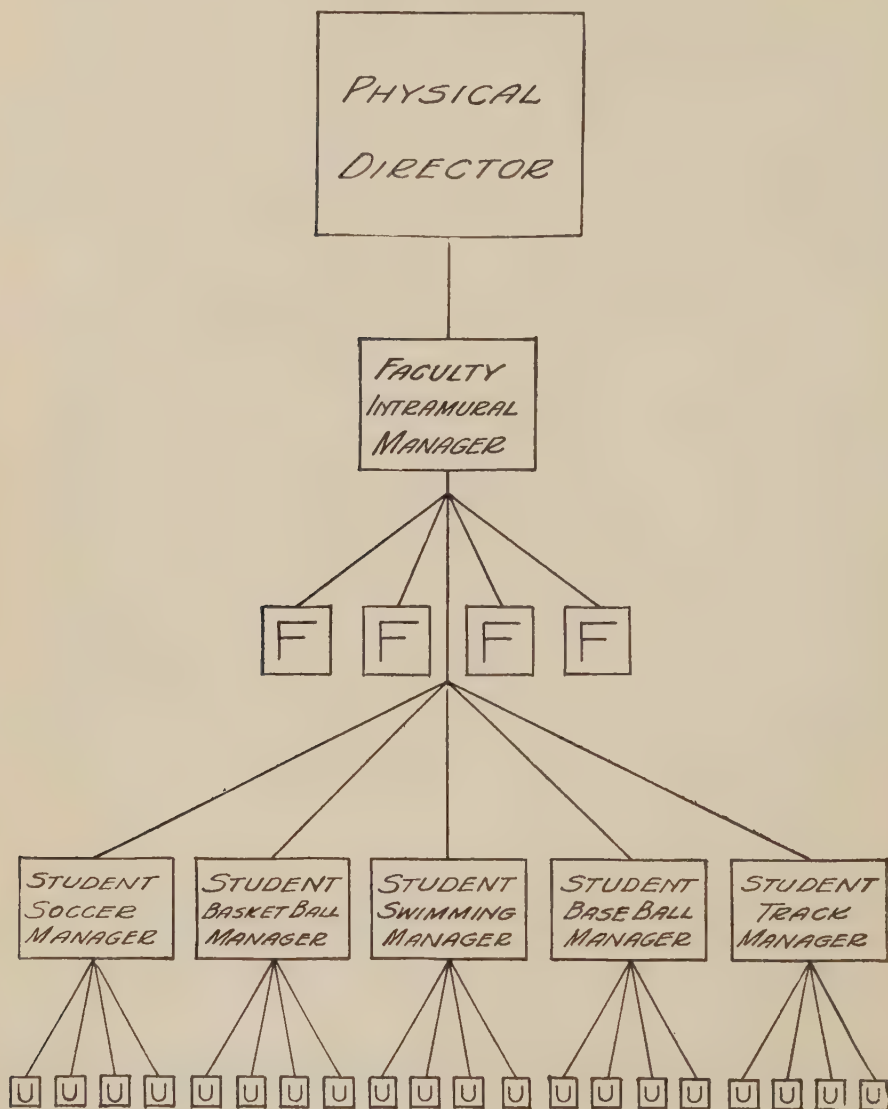 PHYSICAL
DIRECTOR
FACULTY
INTRAMURAL
MANAGER
F F F F
STUDENT
SOCCER
MANAGER
STUDENT
BASKET BALL
MANAGER
STUDENT
SWIMMING
MANAGER
STUDENT
BASE BALL
MANAGER
STUDENT
TRACK
MANAGER
U U U U U U U U U U U U U U U U U U U U